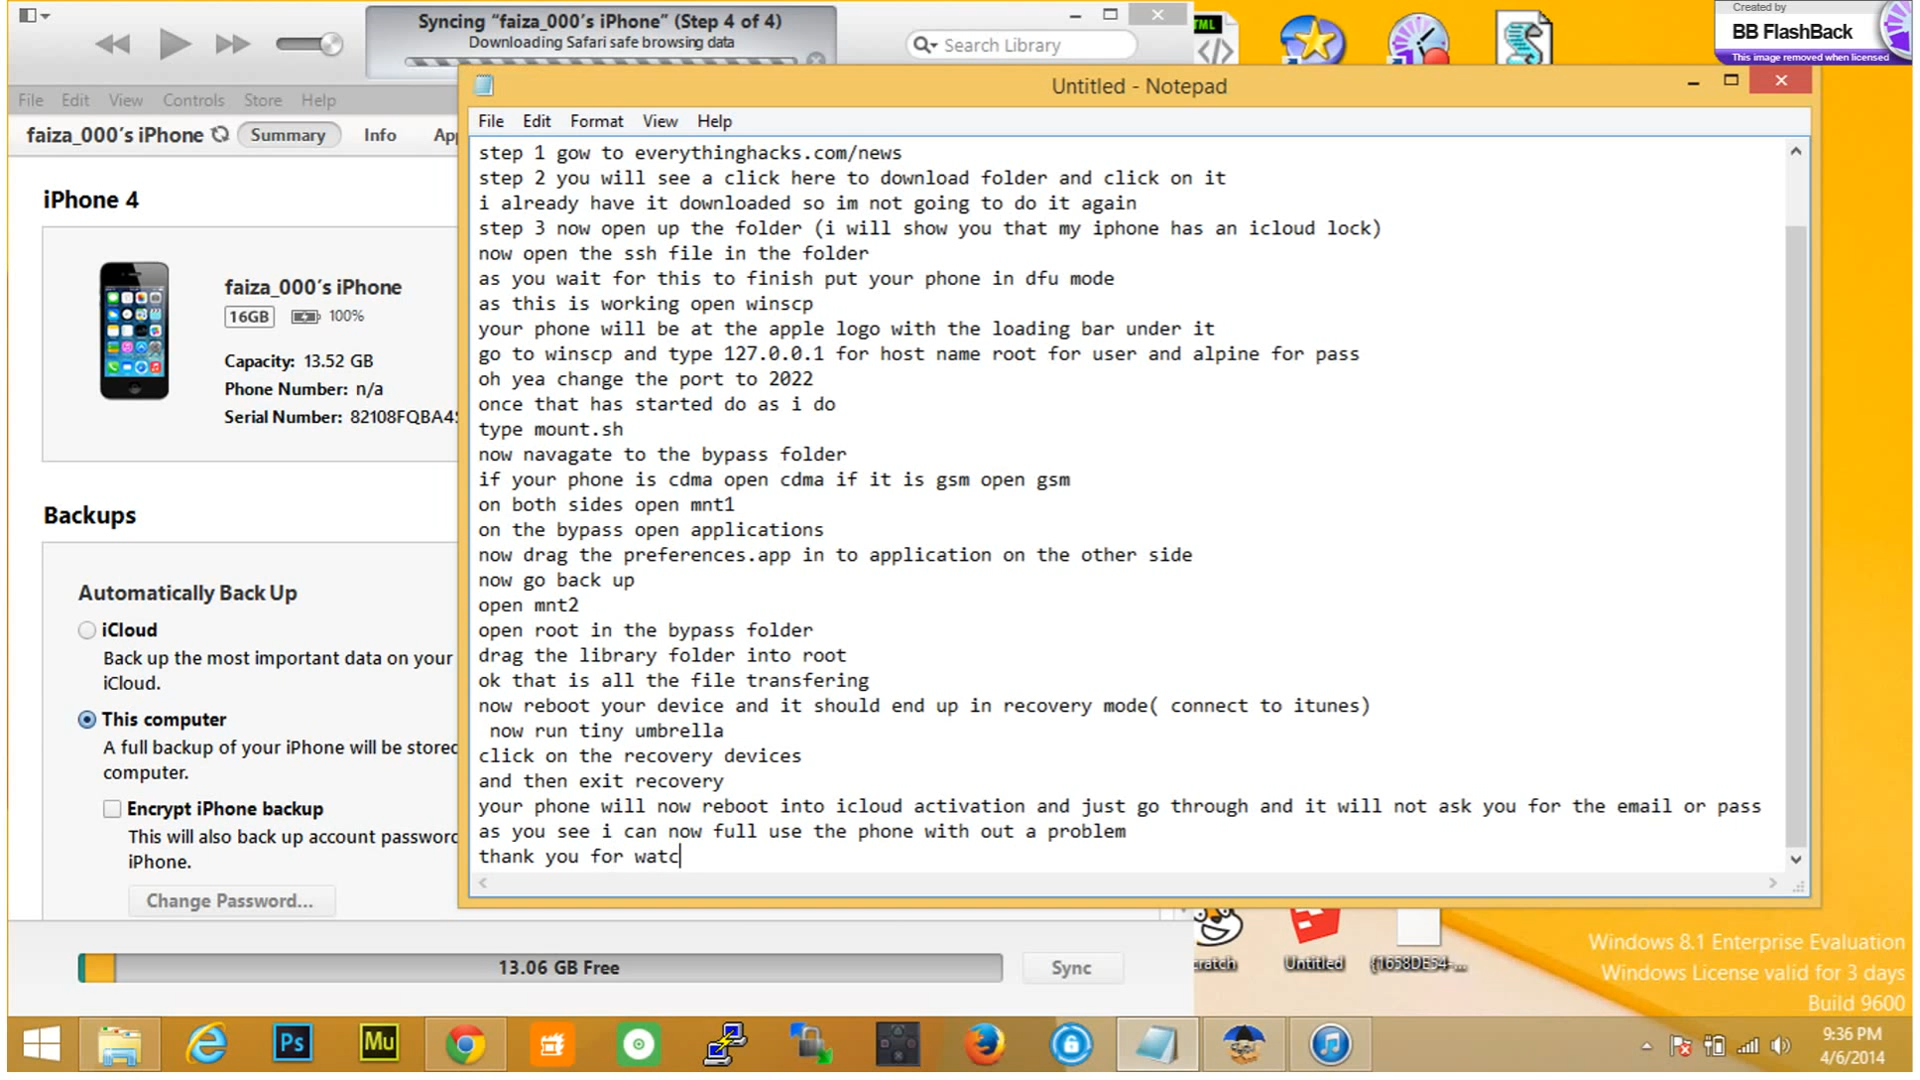 Syncing “faiza_000’s iPhone” (Step 4 of 4)
Downloading Safari safe browsing data
Search Library
Created by
BB FlashBack
This image removed when licensed
File Edit View Controls Store Help
faiza_000’s iPhone Summary Info
iPhone 4
faiza_000’s iPhone
16GB 100%
Capacity: 13.52 GB
Phone Number: n/a
Serial Number: 82108FQBA4
Backups
Automatically Back Up
iCloud
Back up the most important data on your
iCloud.
This computer
A full backup of your iPhone will be stored
computer.
Encrypt iPhone backup
This will also back up account password
iPhone.
Change Password...
13.06 GB Free
Sync
Untitled - Notepad
File Edit Format View Help
step 1 gow to everythinghacks.com/news
step 2 you will see a click here to download folder and click on it
i already have it downloaded so im not going to do it again
step 3 now open up the folder (i will show you that my iphone has an icloud lock)
now open the ssh file in the folder
as you wait for this to finish put your phone in dfu mode
as this is working open winscp
your phone will be at the apple logo with the loading bar under it
go to winscp and type 127.0.0.1 for host name root for user and alpine for pass
oh yea change the port to 2022
once that has started do as i do
type mount.sh
now navagate to the bypass folder
if your phone is cdma open cdma if it is gsm open gsm
on both sides open mnt1
on the bypass open applications
now drag the preferences.app in to application on the other side
now go back up
open mnt2
open root in the bypass folder
drag the library folder into root
ok that is all the file transfering
now reboot your device and it should end up in recovery mode( connect to itunes)
now run tiny umbrella
click on the recovery devices
and then exit recovery
your phone will now reboot into icloud activation and just go through and it will not ask you for the email or pass
as you see i can now full use the phone with out a problem
thank you for watc
ratch Untitled {1658DE54-...
Windows 8.1 Enterprise Evaluation
Windows License valid for 3 days
Build 9600
Ps Mu
9:36 PM
4/6/2014